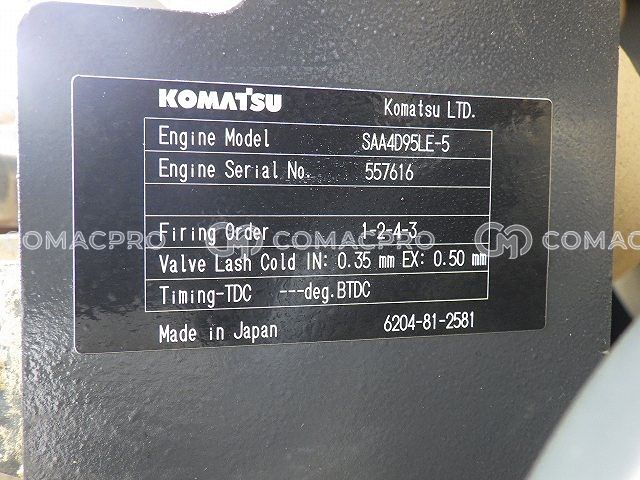 KOMATSU Komatsu LTD.
Engine Model SAA4D95LE-5
Engine Serial No. 557616
Firing Order 1-2-4-3
COMACPRO COMACPRO COMACPRO
Valve Lash Cold IN: 0.35 mm EX: 0.50 mm
Timing-TDC ---deg.BTDC
Made in Japan 6204-81-2581